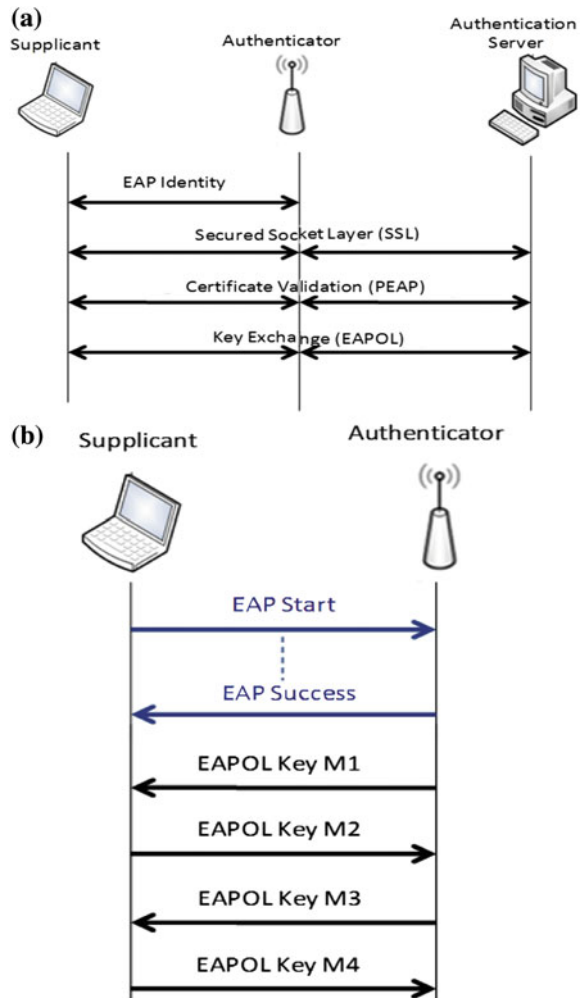 (a)
Supplicant
Authenticator
Authentication
Server
EAP Identity
Secured Socket Layer (SSL)
Certificate Validation (PEAP)
Key Exchange (EAPOL)
(b)
Supplicant
Authenticator
EAP Start
EAP Success
EAPOL Key M1
EAPOL Key M2
EAPOL Key M3
EAPOL Key M4